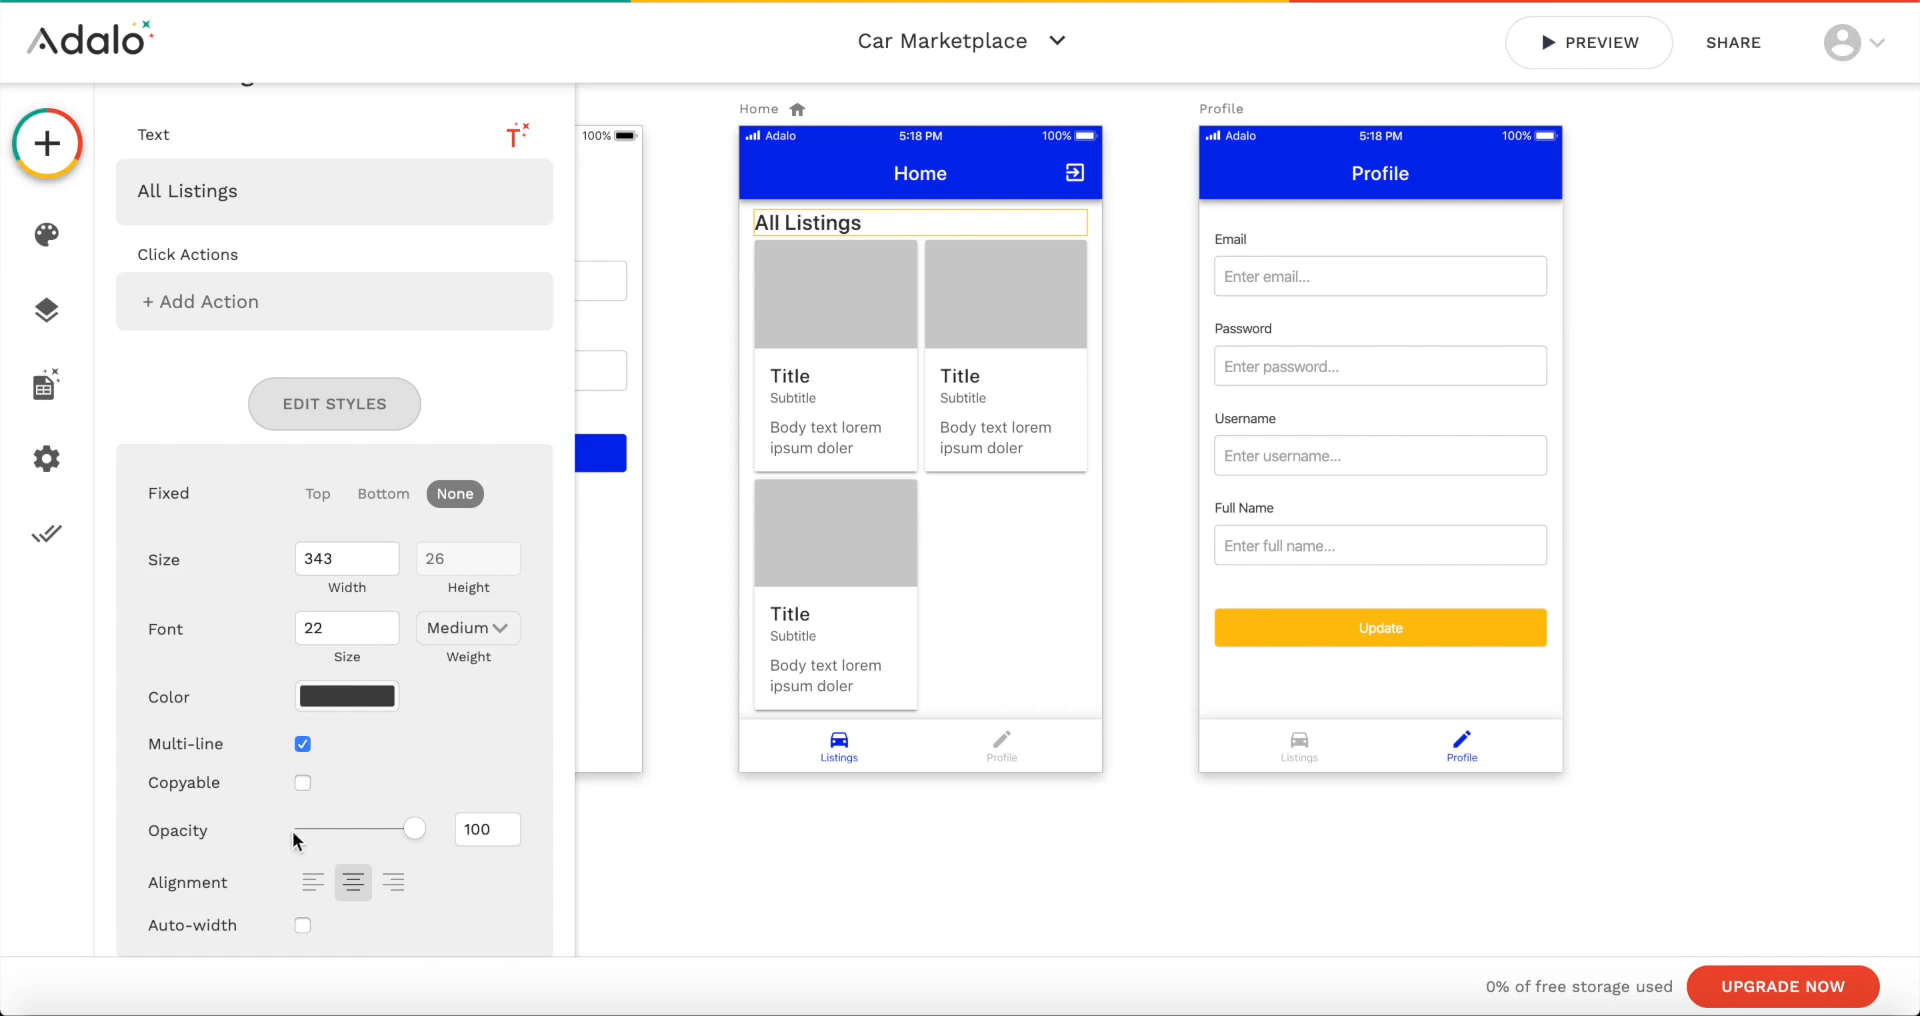 Adalo
Car Marketplace
PREVIEW
SHARE
Text
T
All Listings
Click Actions
+ Add Action
EDIT STYLES
Fixed
Top
Bottom
None
Size
343
26
Width
Height
Font
22
Medium
Size
Weight
Color
Multi-line
Copyable
Opacity
100
Alignment
Auto-width
100%
Home
Adalo
5:18 PM
100%
Home
All Listings
Title
Subtitle
Body text lorem
ipsum doler
Title
Subtitle
Body text lorem
ipsum doler
Title
Subtitle
Body text lorem
ipsum doler
Listings
Profile
Profile
Adalo
5:18 PM
100%
Profile
Email
Enter email...
Password
Enter password...
Username
Enter username...
Full Name
Enter full name...
Update
Listings
Profile
0% of free storage used
UPGRADE NOW